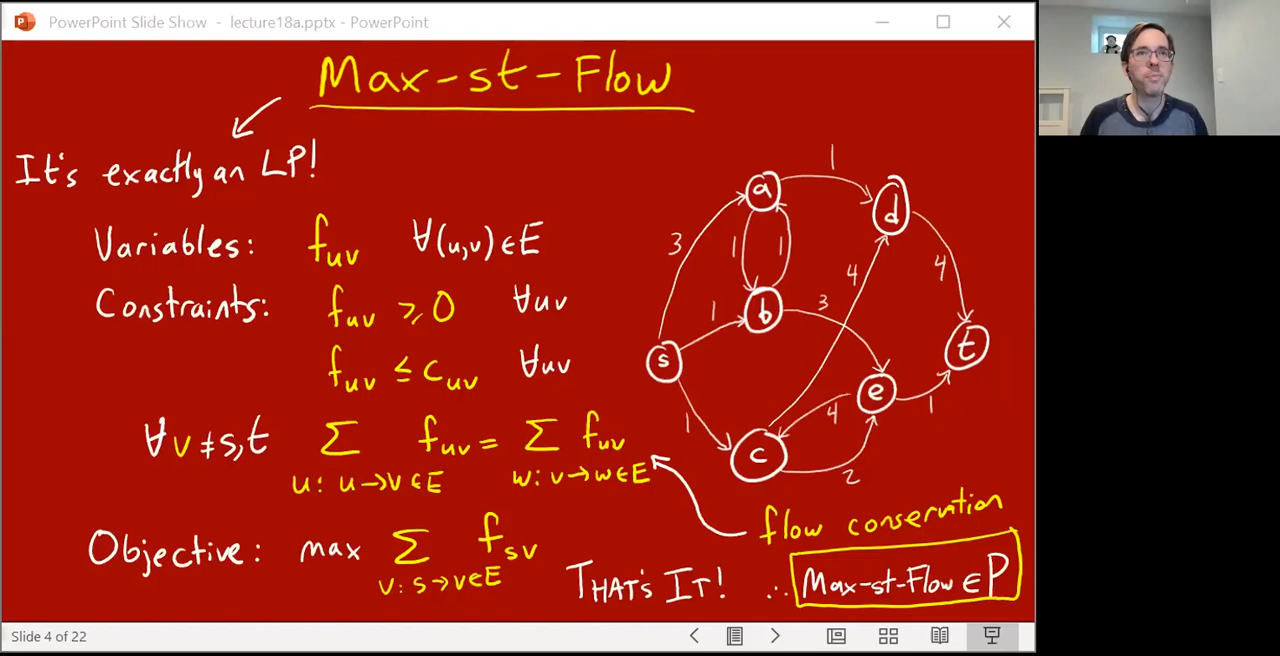 PowerPoint Slide Show - lecture18a.pptx - PowerPoint
Max-st-Flow
It's exactly an LP!
Variables: f_uv ∀(u,v)∈E
Constraints: f_uv ≥ 0 ∀uv
f_uv ≤ c_uv ∀uv
∀v≠s,t ∑ f_uv = ∑ f_uv
u: u→v∈E w: v→w∈E
flow conservation
Objective: max ∑ f_sv
v: s→v∈E
THAT'S IT! ∴ Max-st-Flow ∈ P
1
a
d
3
1
1
4
4
1
b
3
s
t
e
1
4
1
c
2
Slide 4 of 22